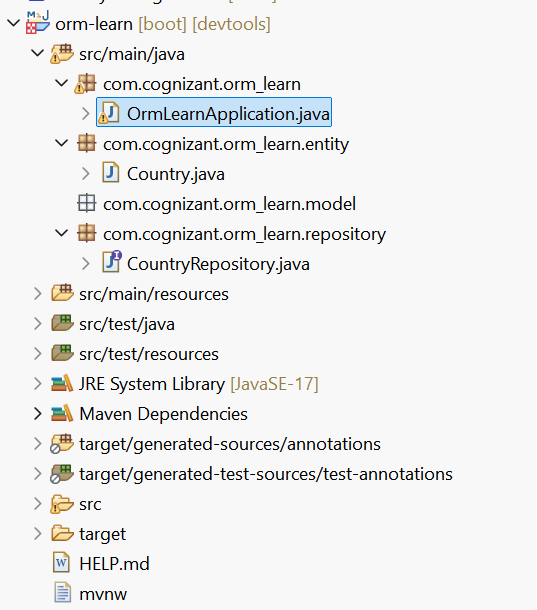 orm-learn [boot] [devtools]
src/main/java
com.cognizant.orm_learn
OrmLearnApplication.java
com.cognizant.orm_learn.entity
Country.java
com.cognizant.orm_learn.model
com.cognizant.orm_learn.repository
CountryRepository.java
src/main/resources
src/test/java
src/test/resources
JRE System Library [JavaSE-17]
Maven Dependencies
target/generated-sources/annotations
target/generated-test-sources/test-annotations
src
target
HELP.md
mvnw